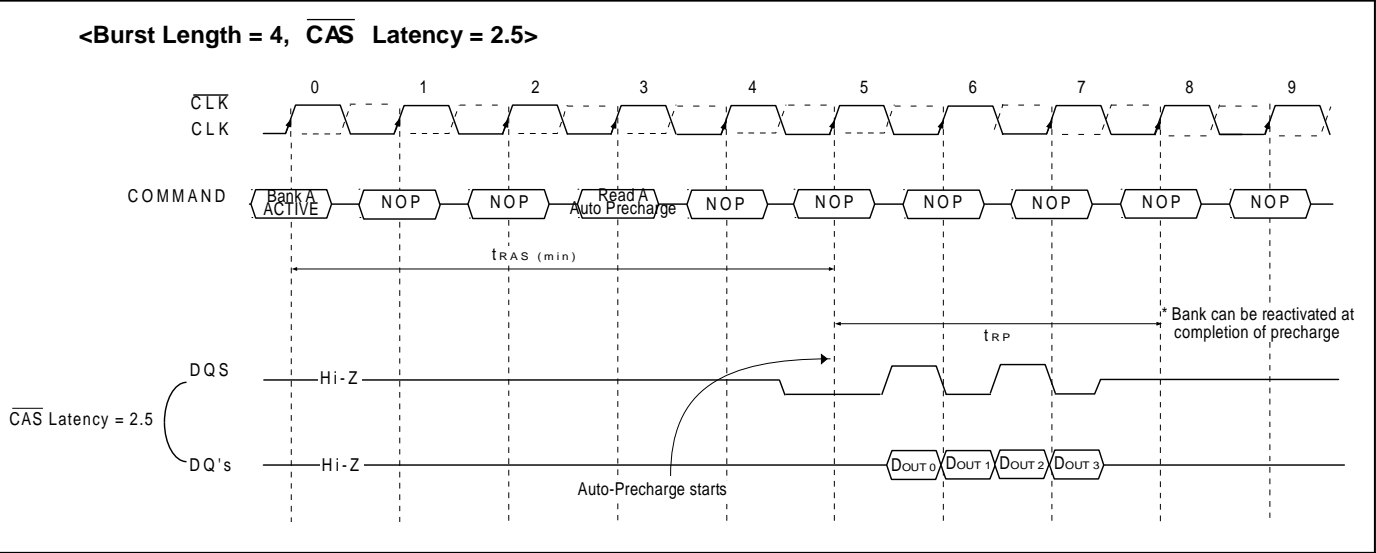 <Burst Length = 4, CAS Latency = 2.5>
0 1 2 3 4 5 6 7 8 9
CLK
CLK
COMMAND
Bank A
ACTIVE
NOP
NOP
Read A
Auto Precharge
NOP
NOP
NOP
NOP
NOP
NOP
tRAS (min)
tRP
* Bank can be reactivated at
completion of precharge
DQS
Hi-Z
CAS Latency = 2.5
DQ's
Hi-Z
DOUT 0 DOUT 1 DOUT 2 DOUT 3
Auto-Precharge starts